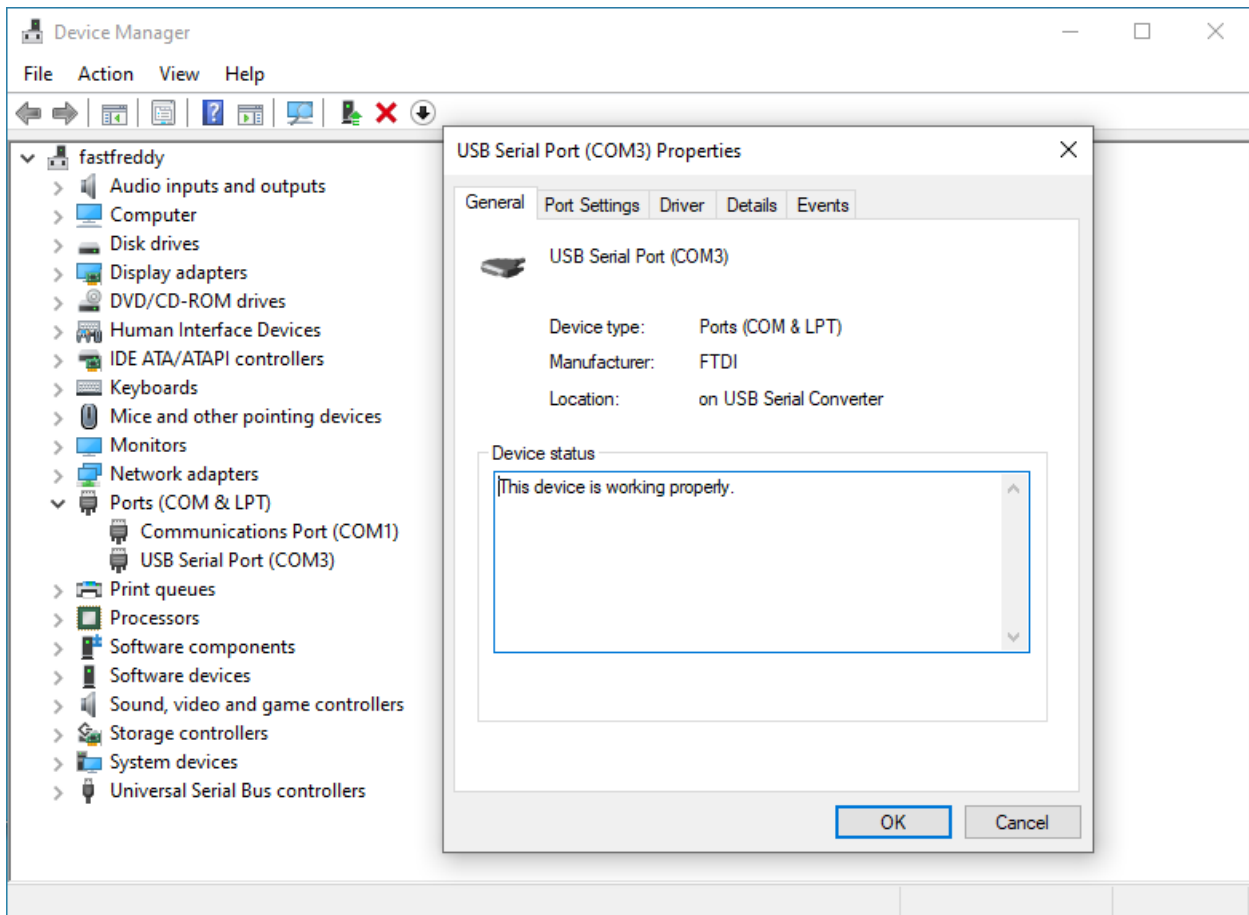 Device Manager
File Action View Help
fastfreddy
Audio inputs and outputs
Computer
Disk drives
Display adapters
DVD/CD-ROM drives
Human Interface Devices
IDE ATA/ATAPI controllers
Keyboards
Mice and other pointing devices
Monitors
Network adapters
Ports (COM & LPT)
Communications Port (COM1)
USB Serial Port (COM3)
Print queues
Processors
Software components
Software devices
Sound, video and game controllers
Storage controllers
System devices
Universal Serial Bus controllers
USB Serial Port (COM3) Properties
General Port Settings Driver Details Events
USB Serial Port (COM3)
Device type: Ports (COM & LPT)
Manufacturer: FTDI
Location: on USB Serial Converter
Device status
This device is working properly.
OK Cancel